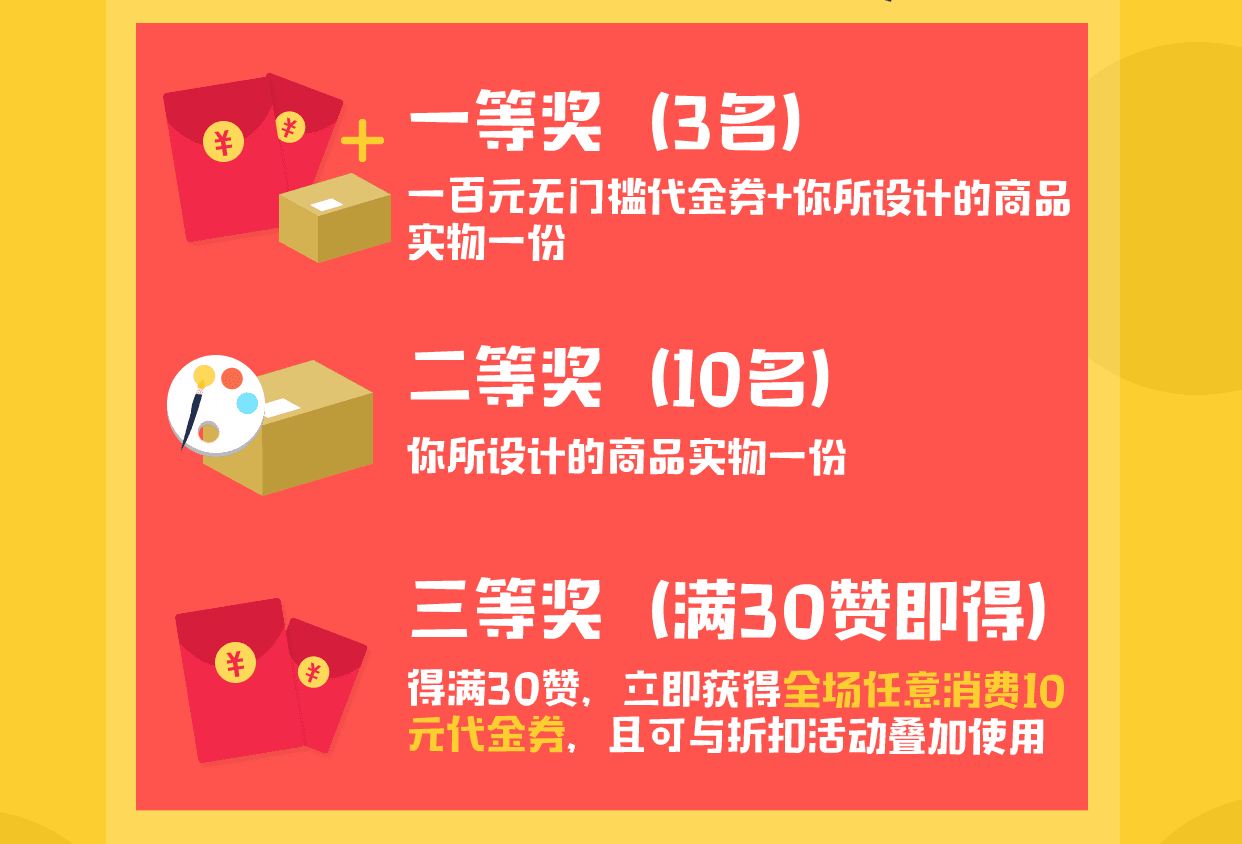 一等奖（3名）
一百元无门槛代金券+你所设计的商品
实物一份
二等奖（10名）
你所设计的商品实物一份
三等奖（满30赞即得）
得满30赞，立即获得全场任意消费10
元代金券，且可与折扣活动叠加使用
¥
¥
¥
¥